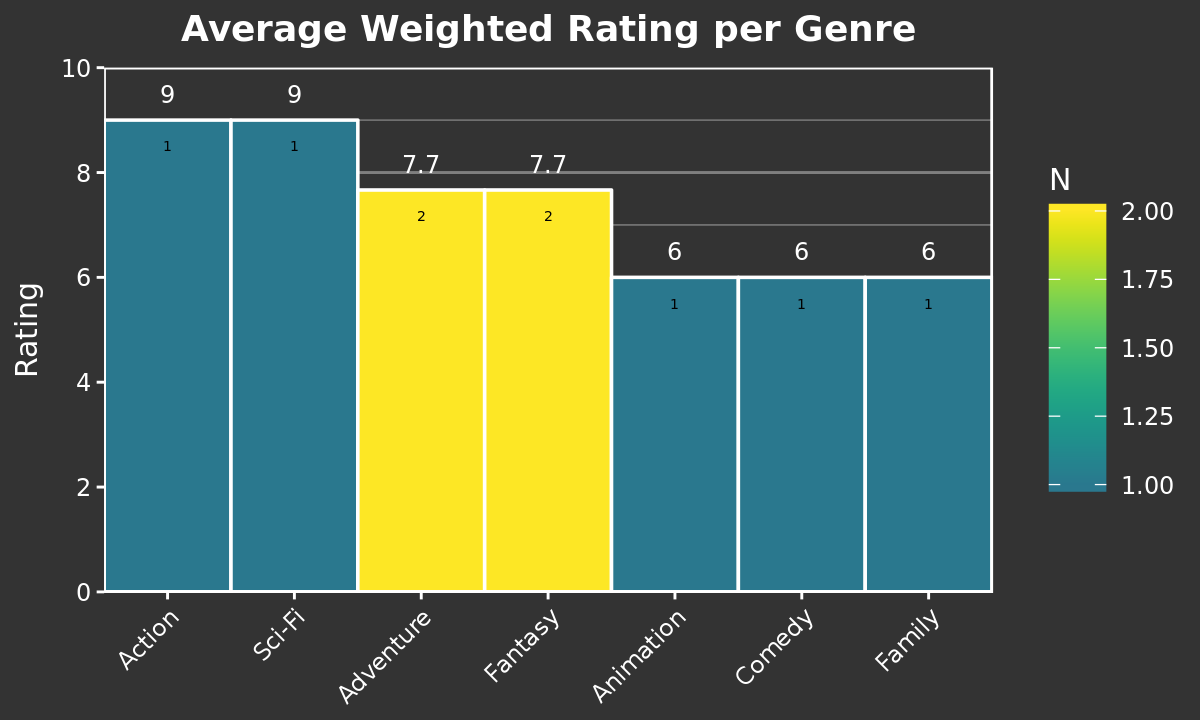 Average Weighted Rating per Genre
10
8
6
4
2
0
Rating
9
9
7.7
7.7
6
6
6
1
1
2
2
1
1
1
Action
Sci-Fi
Adventure
Fantasy
Animation
Comedy
Family
N
2.00
1.75
1.50
1.25
1.00